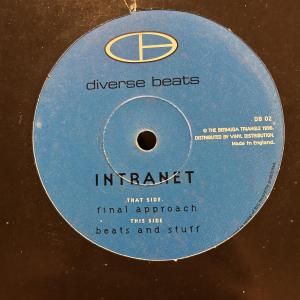 diverse beats
DB 02
© THE BERMUDA TRIANGLE 1998.
DISTRIBUTED BY VINYL DISTRIBUTION.
Made In England.
INTRANET
THAT SIDE.
final approach
THIS SIDE
beats and stuff